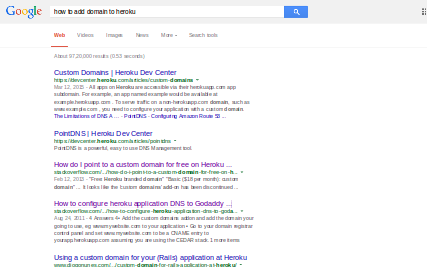 Google how to add domain to heroku
Web Videos Images News More Search tools
About 97,20,000 results (0.53 seconds)
Custom Domains | Heroku Dev Center
https://devcenter.heroku.com/articles/custom-domains
Mar 12, 2015 - All apps on Heroku are accessible via their herokuapp.com app
subdomain. For example, an app named example would be available at
example.herokuapp.com . To serve traffic on a non-herokuapp.com domain, such as
www.example.com , you need to configure your application with a custom domain.
The Limitations of DNS A ... - PointDNS - Configuring Amazon Route 53 ...
PointDNS | Heroku Dev Center
https://devcenter.heroku.com/articles/pointdns
PointDNS is a powerful, easy to use DNS Management tool.
How do I point to a custom domain for free on Heroku ...
stackoverflow.com/.../how-do-i-point-to-a-custom-domain-for-free-on-h...
Feb 12, 2013 - "Free Heroku branded domain" "Basic ($18 per month): custom
domain" ... it looks like the 'custom domains' add-on has been discontinued ...
How to configure heroku application DNS to Godaddy ...
stackoverflow.com/.../how-to-configure-heroku-application-dns-to-goda...
Aug 24, 2011 - 4 Answers 4+ Add the custom domains addon and add the domain your
going to use, eg www.mywebsite.com to your application • Go to your domain registrar
control panel and set www.mywebsite.com to be a CNAME entry to
yourapp.herokuapp.com assuming you are using the CEDAR stack. 1 more items
Using a custom domain for your (Rails) application at Heroku
www.diogonunes.com/.../custom-domain-for-rails-application-at-heroku/